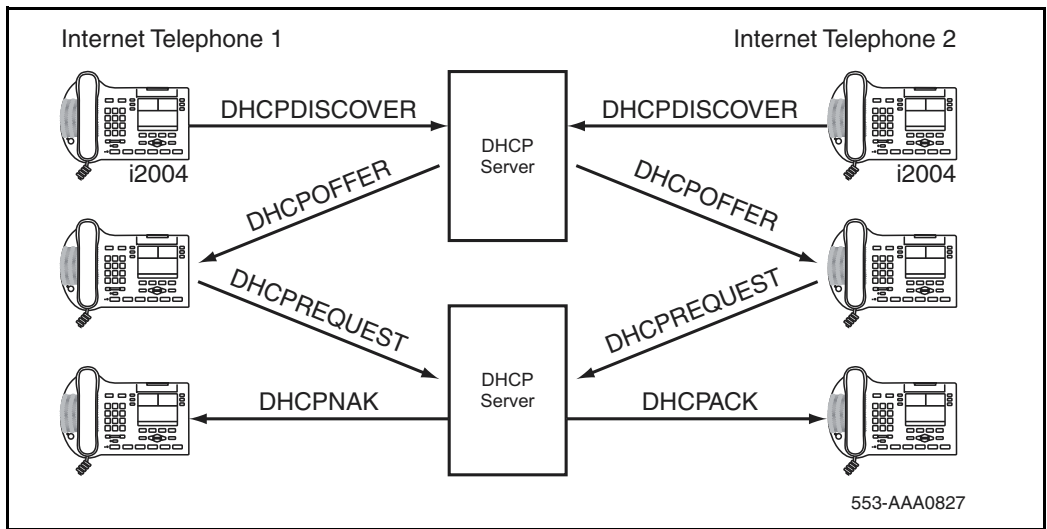 Internet Telephone 1
Internet Telephone 2
DHCPDISCOVER
DHCPDISCOVER
DHCP
Server
i2004
i2004
DHCPOFFER
DHCPOFFER
DHCPREQUEST
DHCPREQUEST
DHCP
Server
DHCPNAK
DHCPACK
553-AAA0827